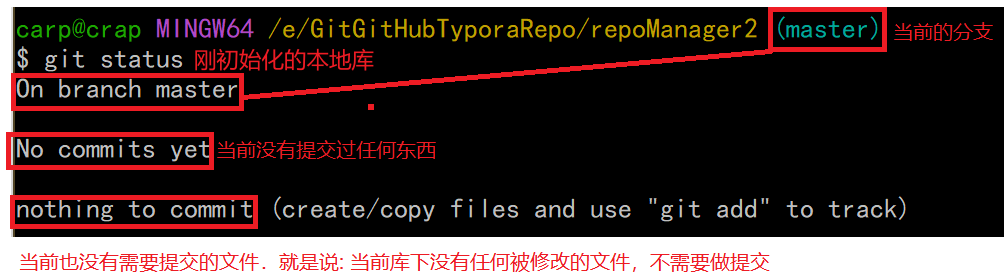 carp@crap MINGW64 /e/GitGitHubTyporaRepo/repoManager2 (master) 当前的分支
$ git status 刚初始化的本地库
On branch master
No commits yet 当前没有提交过任何东西
nothing to commit (create/copy files and use "git add" to track)
当前也没有需要提交的文件. 就是说: 当前库下没有任何被修改的文件，不需要做提交